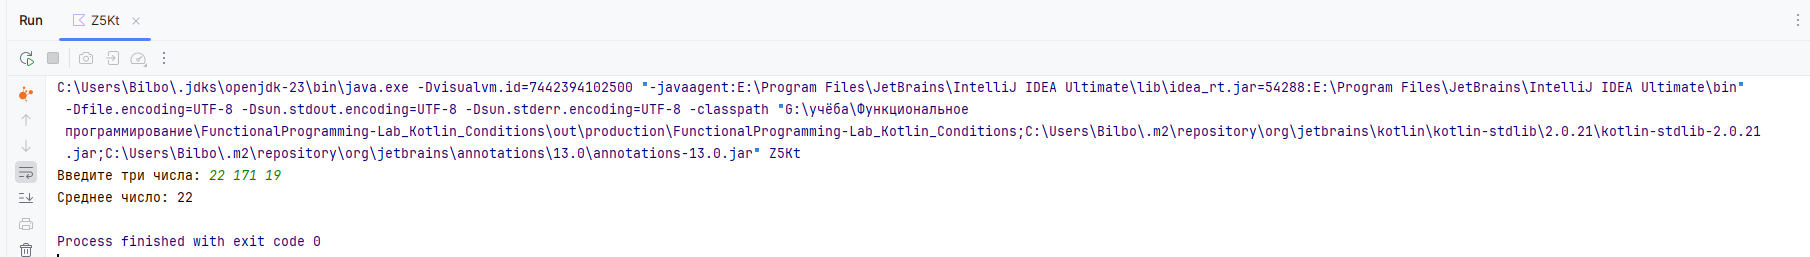 Run
Z5Kt
C:\Users\Bilbo\.jdks\openjdk-23\bin\java.exe -Dvisualvm.id=7442394102500 "-javaagent:E:\Program Files\JetBrains\IntelliJ IDEA Ultimate\lib\idea_rt.jar=54288:E:\Program Files\JetBrains\IntelliJ IDEA Ultimate\bin"
-Dfile.encoding=UTF-8 -Dsun.stdout.encoding=UTF-8 -Dsun.stderr.encoding=UTF-8 -classpath "G:\учёба\Функциональное
программирование\FunctionalProgramming-Lab_Kotlin_Conditions\out\production\FunctionalProgramming-Lab_Kotlin_Conditions;C:\Users\Bilbo\.m2\repository\org\jetbrains\kotlin\kotlin-stdlib\2.0.21\kotlin-stdlib-2.0.21
.jar;C:\Users\Bilbo\.m2\repository\org\jetbrains\annotations\13.0\annotations-13.0.jar" Z5Kt
Введите три числа: 22 171 19
Среднее число: 22
Process finished with exit code 0